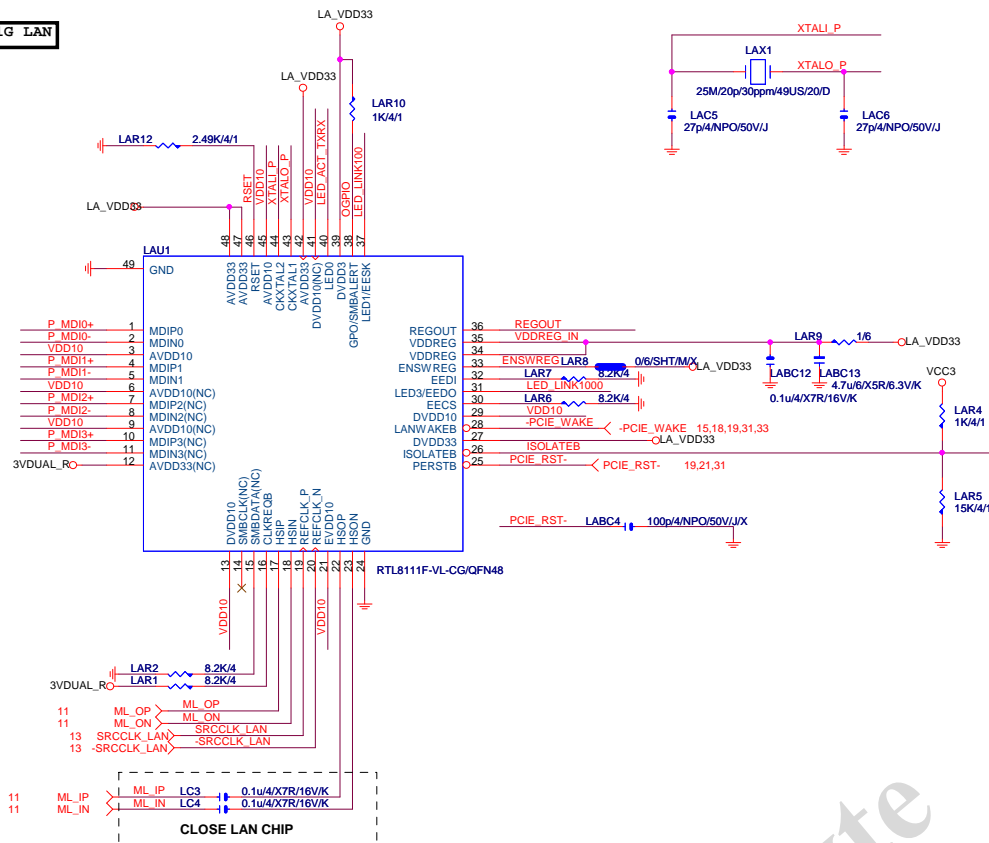 1G LAN
LA_VDD33
LA_VDD33
LAR10
1K/4/1
LAR12 2.49K/4/1
RSET
VDD10
XTALI_P
XTALO_P
VDD10
LED_ACT_TXRX
OGPIO
LED_LINK100
LA_VDD33
XTALI_P
LAX1
XTALO_P
25M/20p/30ppm/49US/20/D
LAC5
27p/4/NPO/50V/J
LAC6
27p/4/NPO/50V/J
LAU1
48 47 46 45 44 43 42 41 40 39 38 37
AVDD33
AVDD33
RSET
AVDD10
CKXTAL2
CKXTAL1
AVDD33
DVDD10(NC)
LED0
DVDD3
GPO/SMBALERT
LED1/EESK
49 GND
P_MDI0+ 1 MDIP0
P_MDI0- 2 MDIN0
VDD10 3 AVDD10
P_MDI1+ 4 MDIP1
P_MDI1- 5 MDIN1
VDD10 6 AVDD10(NC)
P_MDI2+ 7 MDIP2(NC)
P_MDI2- 8 MDIN2(NC)
VDD10 9 AVDD10(NC)
P_MDI3+ 10 MDIP3(NC)
P_MDI3- 11 MDIN3(NC)
3VDUAL_R 12 AVDD33(NC)
REGOUT 36 REGOUT
VDDREG 35 VDDREG_IN
VDDREG 34
ENSWREG 33 ENSWREG LAR8 0/6/SHT/M/X LA_VDD33
EEDI 32 LAR7 8.2K/4
LED3/EEDO 31 LED_LINK1000
EECS 30 LAR6 8.2K/4
DVDD10 29 VDD10
LANWAKEB 28 -PCIE_WAKE -PCIE_WAKE 15,18,19,31,33
DVDD33 27 LA_VDD33
ISOLATEB 26 ISOLATEB
PERSTB 25 PCIE_RST- PCIE_RST- 19,21,31
LAR9 1/6 LA_VDD33
LABC12
0.1u/4/X7R/16V/K
LABC13
4.7u/6/X5R/6.3V/K
VCC3
LAR4
1K/4/1
LAR5
15K/4/1
PCIE_RST- LABC4 100p/4/NPO/50V/J/X
DVDD10
SMBCLK(NC)
SMBDATA(NC)
CLKREQB
HSIP
HSIN
REFCLK_P
REFCLK_N
EVDD10
HSOP
HSON
GND
13 14 15 16 17 18 19 20 21 22 23 24
RTL8111F-VL-CG/QFN48
VDD10
VDD10
LAR2 8.2K/4
3VDUAL_R LAR1 8.2K/4
11 ML_OP ML_OP
11 ML_ON ML_ON
13 SRCCLK_LAN SRCCLK_LAN
13 -SRCCLK_LAN -SRCCLK_LAN
11 ML_IP ML_IP LC3 0.1u/4/X7R/16V/K
11 ML_IN ML_IN LC4 0.1u/4/X7R/16V/K
CLOSE LAN CHIP